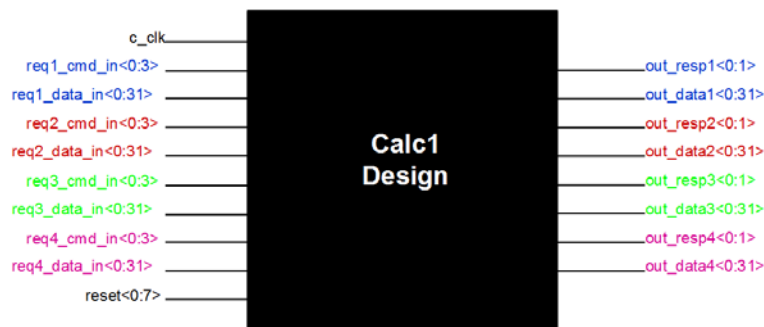 c_clk
req1_cmd_in<0:3>
req1_data_in<0:31>
req2_cmd_in<0:3>
req2_data_in<0:31>
req3_cmd_in<0:3>
req3_data_in<0:31>
req4_cmd_in<0:3>
req4_data_in<0:31>
reset<0:7>
Calc1
Design
out_resp1<0:1>
out_data1<0:31>
out_resp2<0:1>
out_data2<0:31>
out_resp3<0:1>
out_data3<0:31>
out_resp4<0:1>
out_data4<0:31>